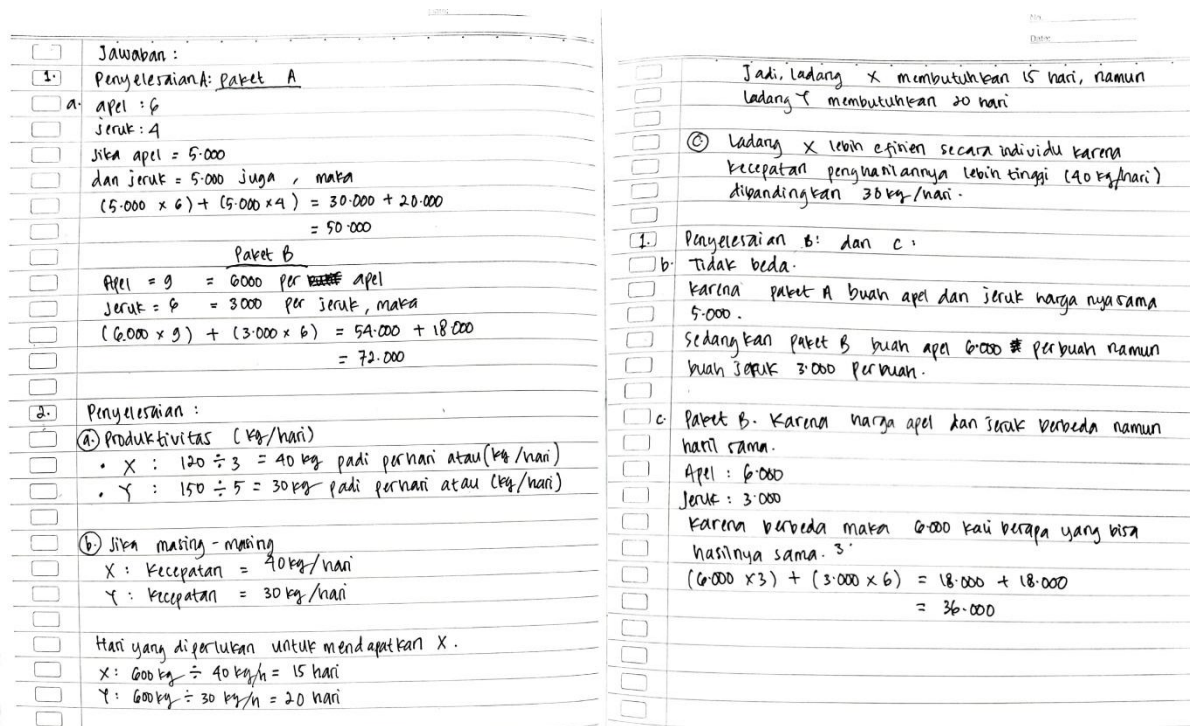 Jawaban :
1. Penyelesaian A: paket A
a. apel : 6
jeruk : 4
Jika apel = 5.000
dan jeruk = 5.000 juga , maka
(5.000 x 6) + (5.000 x 4) = 30.000 + 20.000
= 50.000
Paket B
Apel = 9 = 6000 per apel
Jeruk = 6 = 3000 per jeruk, maka
(6.000 x 9) + (3.000 x 6) = 54.000 + 18.000
= 72.000
2. Penyelesaian :
a. Produktivitas (kg/hari)
• X : 120 ÷ 3 = 40 kg padi perhari atau (kg/hari)
• Y : 150 ÷ 5 = 30 kg padi perhari atau (kg/hari)
b. Jika masing-masing
X : kecepatan = 40 kg/hari
Y : kecepatan = 30 kg/hari
Hari yang diperlukan untuk mendapatkan X.
X : 600 kg ÷ 40 kg/h = 15 hari
Y : 600 kg ÷ 30 kg/h = 20 hari
No.
Date:
Jadi, ladang X membutuhkan 15 hari, namun
ladang Y membutuhkan 20 hari
c Ladang X lebih efisien secara individu karena
kecepatan penghasilannya lebih tinggi (40 kg/hari)
dibandingkan 30 kg/hari.
1. Penyelesaian B: dan C :
b. Tidak beda.
karena paket A buah apel dan jeruk harga nya sama
5.000.
Sedangkan paket B buah apel 6.000 perbuah namun
buah Jeruk 3.000 perbuah.
c. Paket B. Karena harga apel dan jeruk berbeda namun
hasil sama.
Apel : 6.000
Jeruk : 3.000
karena berbeda maka 6.000 kali berapa yang bisa
hasilnya sama. 3
(6.000 x 3) + (3.000 x 6) = 18.000 + 18.000
= 36.000